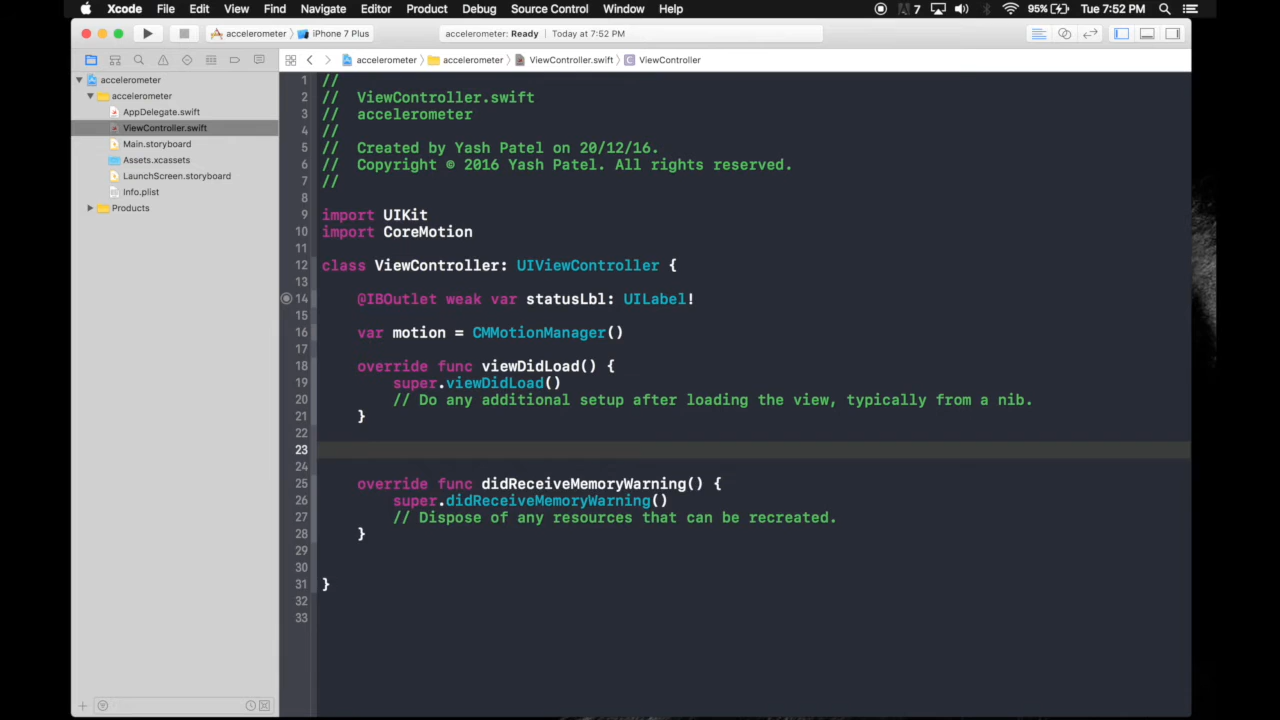 Xcode File Edit View Find Navigate Editor Product Debug Source Control Window Help 7 95% Tue 7:52 PM
accelerometer iPhone 7 Plus accelerometer: Ready Today at 7:52 PM
accelerometer accelerometer ViewController.swift C ViewController
accelerometer
accelerometer
AppDelegate.swift
ViewController.swift
Main.storyboard
Assets.xcassets
LaunchScreen.storyboard
Info.plist
Products
1 //
2 // ViewController.swift
3 // accelerometer
4 //
5 // Created by Yash Patel on 20/12/16.
6 // Copyright © 2016 Yash Patel. All rights reserved.
7 //
8
9 import UIKit
10 import CoreMotion
11
12 class ViewController: UIViewController {
13
14 @IBOutlet weak var statusLbl: UILabel!
15
16 var motion = CMMotionManager()
17
18 override func viewDidLoad() {
19 super.viewDidLoad()
20 // Do any additional setup after loading the view, typically from a nib.
21 }
22
23
24
25 override func didReceiveMemoryWarning() {
26 super.didReceiveMemoryWarning()
27 // Dispose of any resources that can be recreated.
28 }
29
30
31 }
32
33